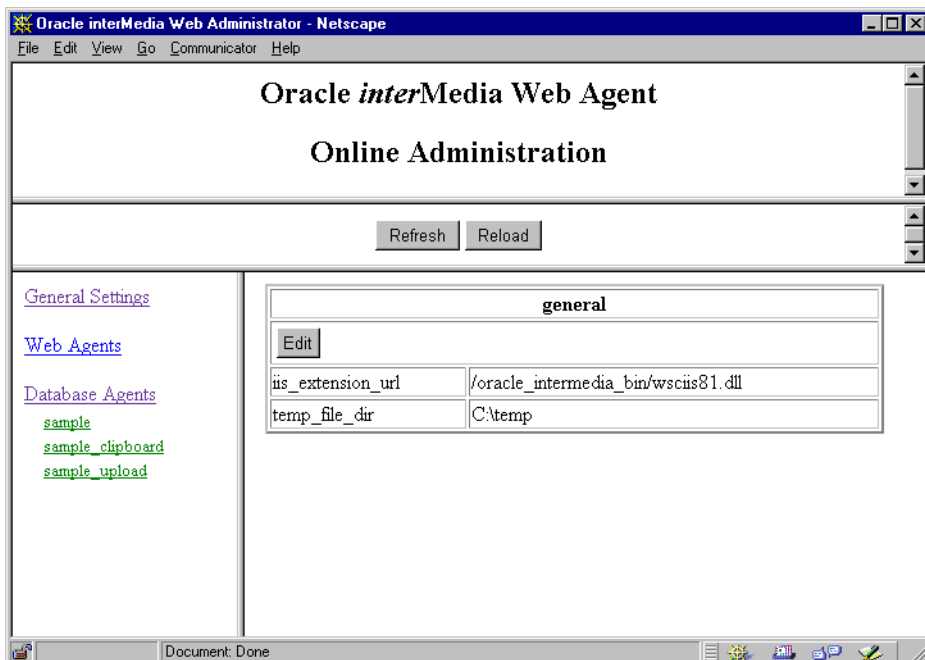 Oracle interMedia Web Administrator - Netscape
File Edit View Go Communicator Help
Oracle interMedia Web Agent
Online Administration
Refresh Reload
General Settings
Web Agents
Database Agents
sample
sample_clipboard
sample_upload
general
Edit
iis_extension_url /oracle_intermedia_bin/wsciis81.dll
temp_file_dir C:\temp
Document: Done